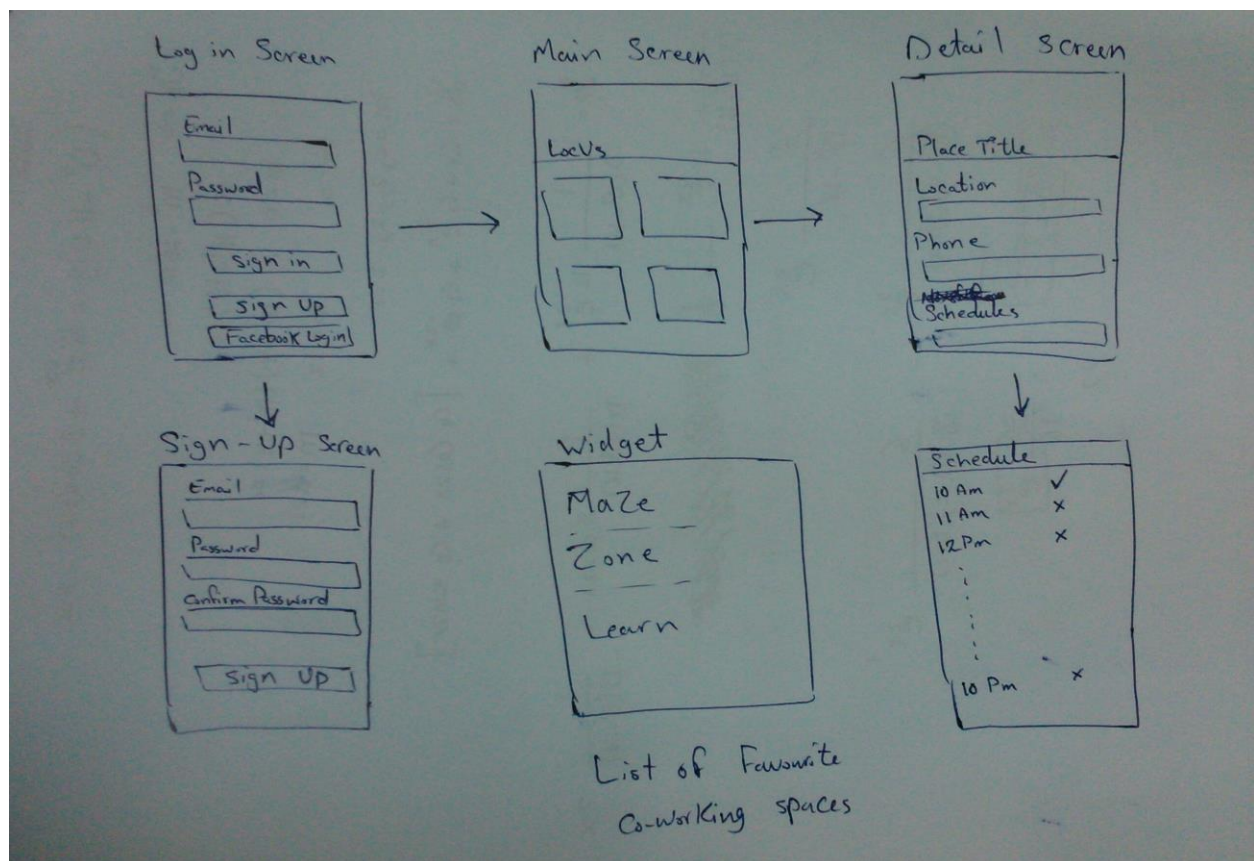 Log in Screen
Email
Password
Sign in
Sign Up
Facebook Login
Main Screen
LocUs
Detail Screen
Place Title
Location
Phone
Schedules
Sign-Up Screen
Email
Password
Confirm Password
Sign Up
Widget
Maze
Zone
Learn
List of Favourite
Co-working spaces
Schedule
10 Am ✓
11 Am x
12 Pm x
10 Pm x